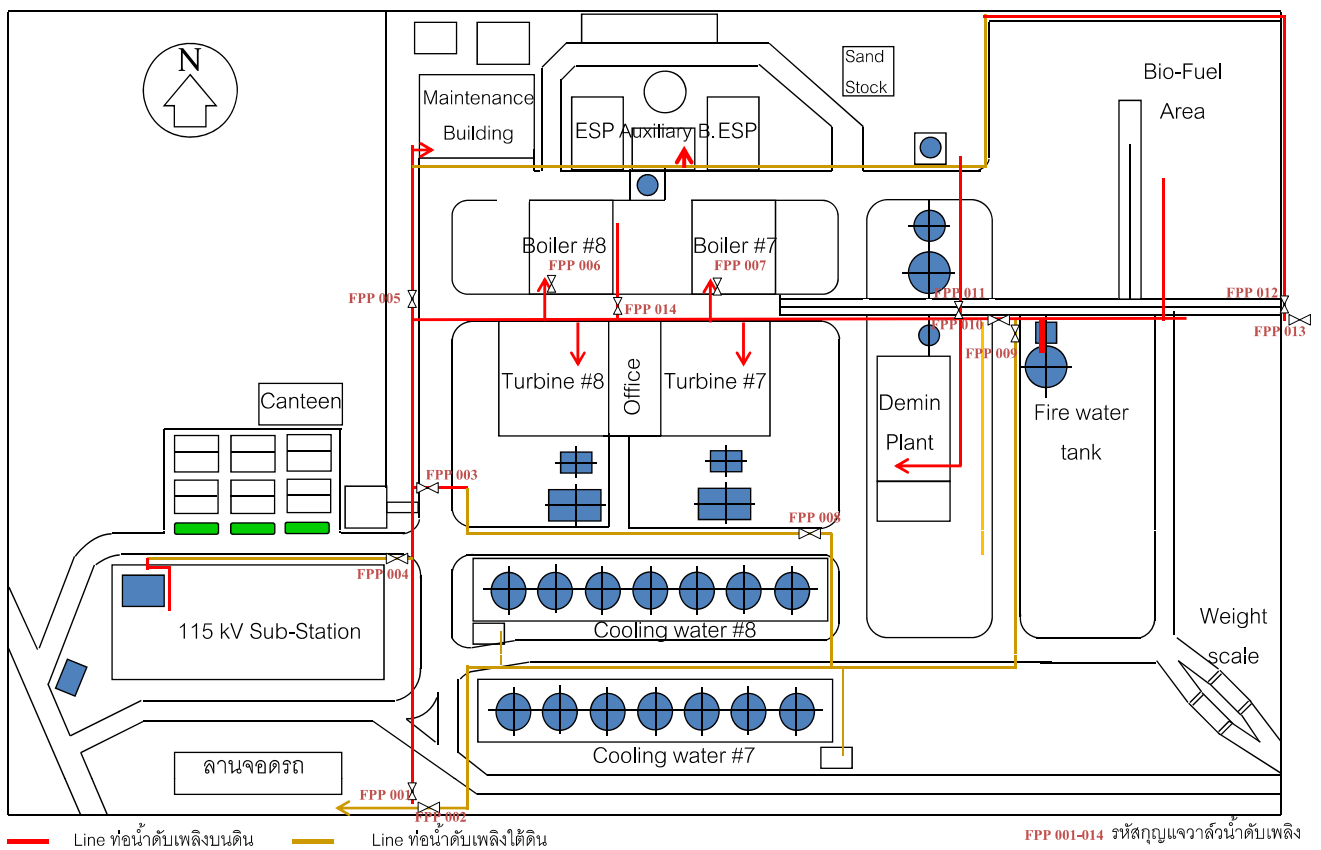 N
Sand
Stock
Bio-Fuel
Area
Maintenance
Building
ESP
Auxiliary B.
ESP
Boiler #8
Boiler #7
FPP 006
FPP 007
FPP 005
FPP 014
FPP 011
FPP 012
FPP 010
FPP 013
FPP 009
Turbine #8
Office
Turbine #7
Canteen
Demin
Plant
Fire water
tank
FPP 003
FPP 008
FPP 004
115 kV Sub-Station
Cooling water #8
Weight
scale
Cooling water #7
ลานจอดรถ
FPP 001
FPP 002
Line ท่อน้ำดับเพลิงบนดิน
Line ท่อน้ำดับเพลิงใต้ดิน
FPP 001-014 รหัสกุญแจวาล์วน้ำดับเพลิง